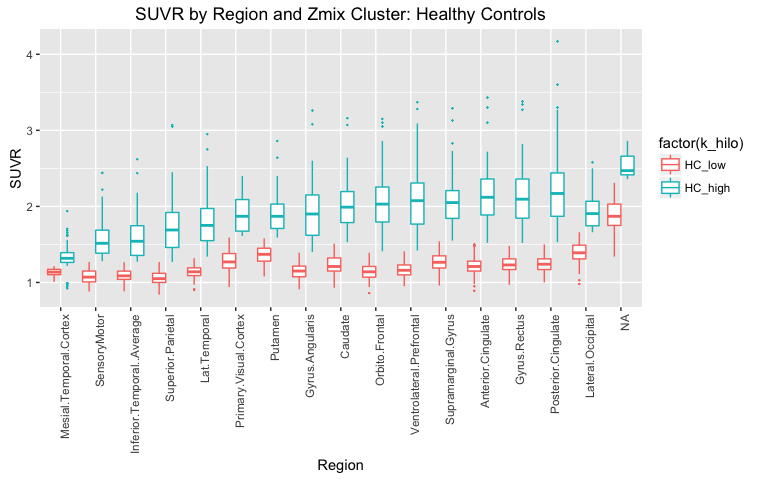 SUVR by Region and Zmix Cluster: Healthy Controls
SUVR
4
3
2
1
Mesial.Temporal.Cortex
SensoryMotor
Inferior.Temporal..Average
Superior.Parietal
Lat.Temporal
Primary.Visual.Cortex
Putamen
Gyrus.Angularis
Caudate
Orbito.Frontal
Ventrolateral.Prefrontal
Supramarginal.Gyrus
Anterior.Cingulate
Gyrus.Rectus
Posterior.Cingulate
Lateral.Occipital
NA
Region
factor(k_hilo)
HC_low
HC_high